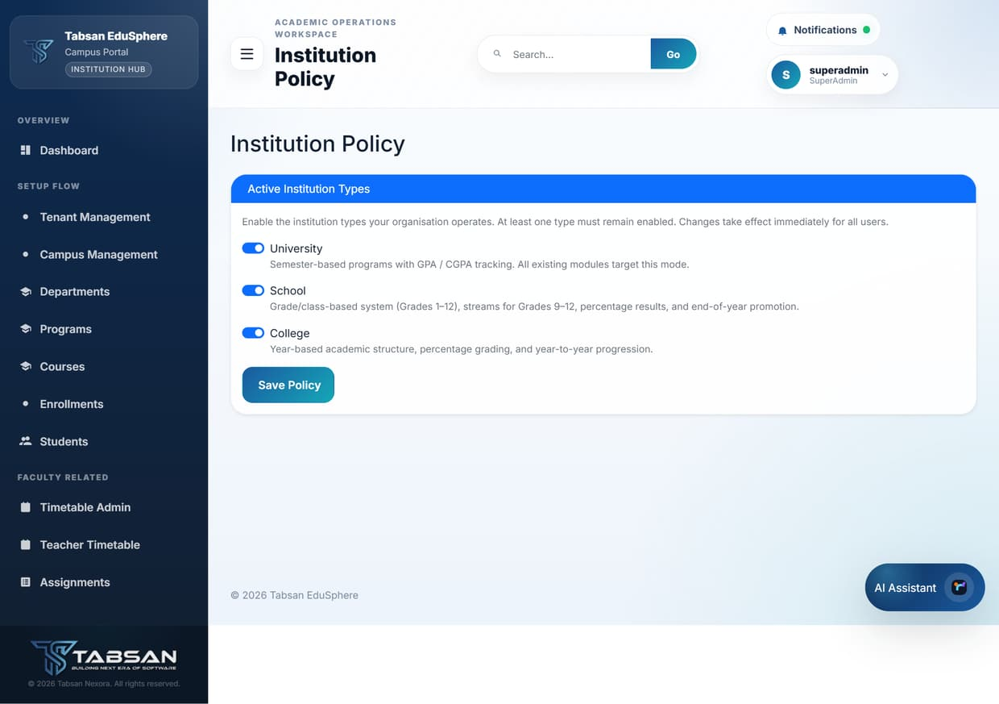 Tabsan EduSphere
Campus Portal
INSTITUTION HUB
OVERVIEW
Dashboard
SETUP FLOW
Tenant Management
Campus Management
Departments
Programs
Courses
Enrollments
Students
FACULTY RELATED
Timetable Admin
Teacher Timetable
Assignments
TABSAN
BUILDING NEXT ERA OF SOFTWARE
© 2026 Tabsan Nexora. All rights reserved.
ACADEMIC OPERATIONS
WORKSPACE
Institution
Policy
Search...
Go
Notifications
S
superadmin
SuperAdmin
Institution Policy
Active Institution Types
Enable the institution types your organisation operates. At least one type must remain enabled. Changes take effect immediately for all users.
University
Semester-based programs with GPA / CGPA tracking. All existing modules target this mode.
School
Grade/class-based system (Grades 1–12), streams for Grades 9–12, percentage results, and end-of-year promotion.
College
Year-based academic structure, percentage grading, and year-to-year progression.
Save Policy
© 2026 Tabsan EduSphere
AI Assistant